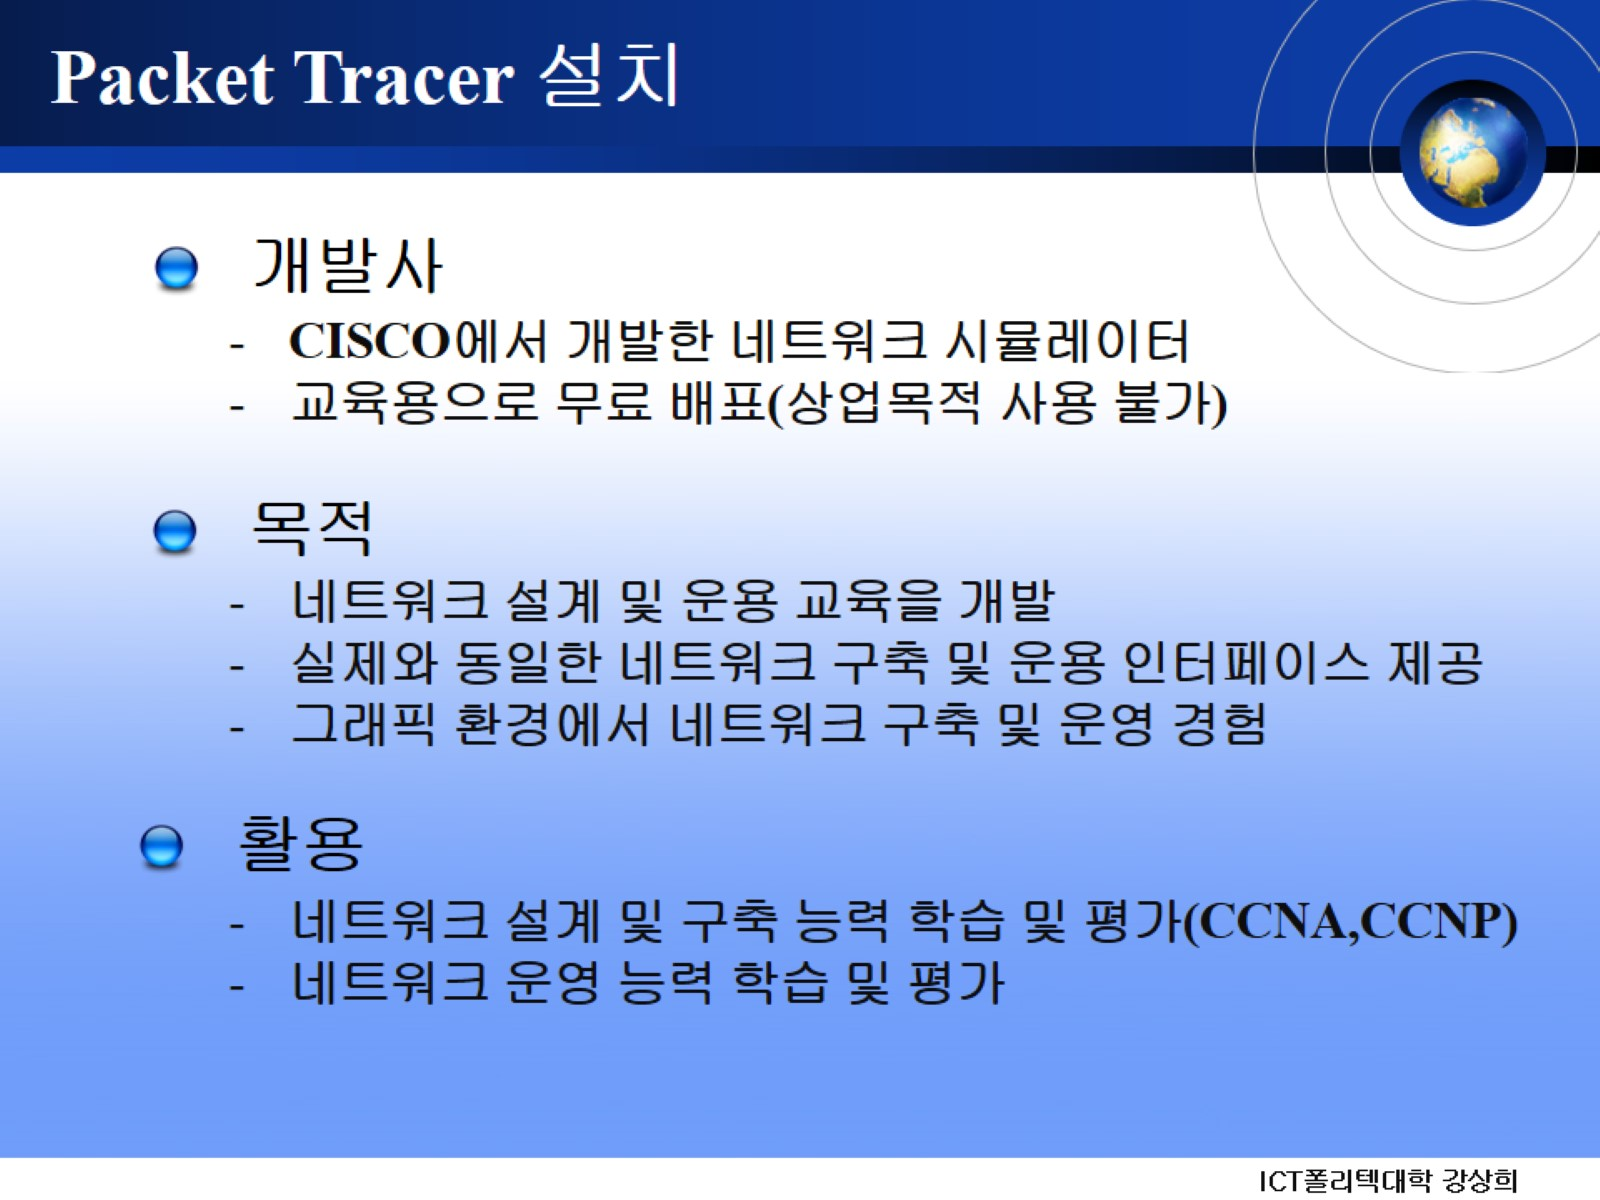 Packet Tracer 설치
개발사
- CISCO에서 개발한 네트워크 시뮬레이터
- 교육용으로 무료 배표(상업목적 사용 불가)
목적
- 네트워크 설계 및 운용 교육을 개발
- 실제와 동일한 네트워크 구축 및 운용 인터페이스 제공
- 그래픽 환경에서 네트워크 구축 및 운영 경험
활용
- 네트워크 설계 및 구축 능력 학습 및 평가(CCNA,CCNP)
- 네트워크 운영 능력 학습 및 평가
ICT폴리텍대학 강상희